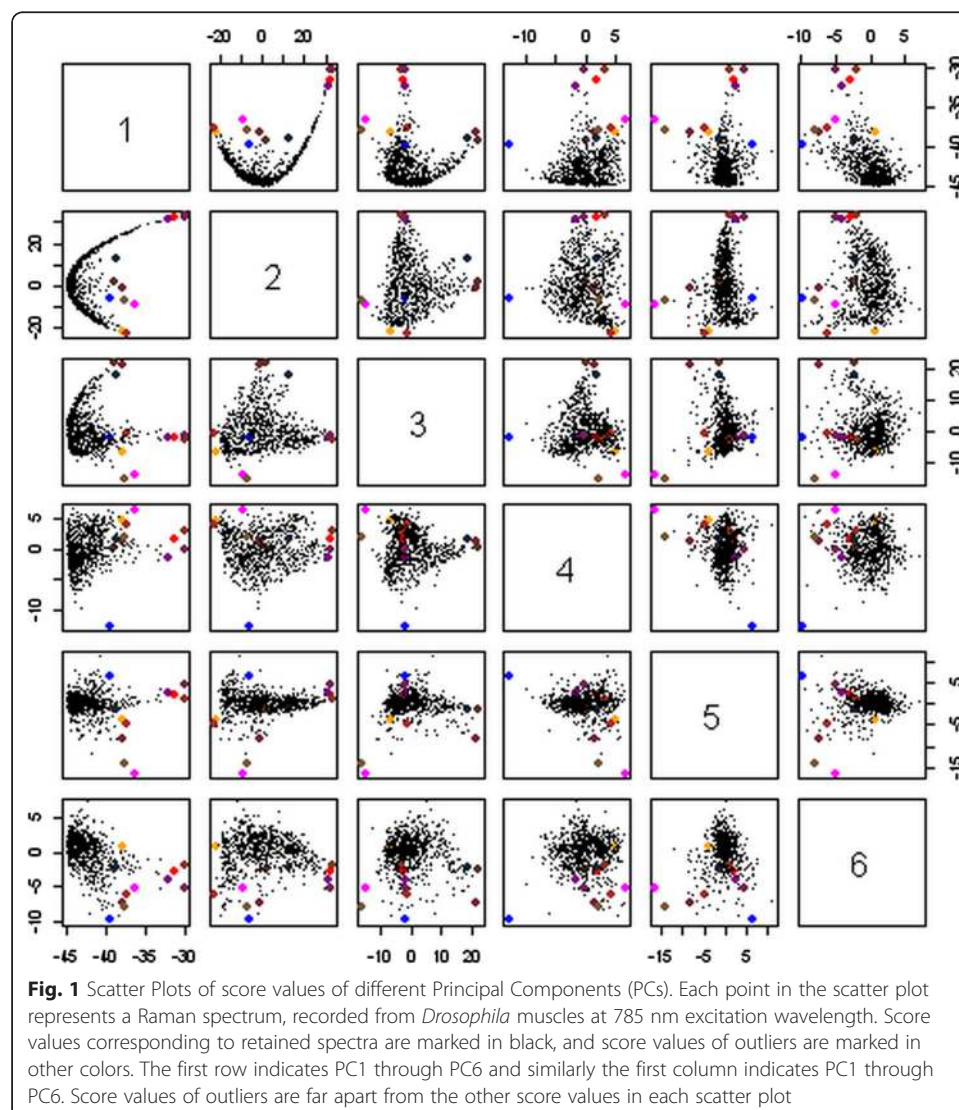 -20 0 20
-10 0 5
-10 -5 0 5
1
-45 -40 -35 -30
-20 0 20
2
3
-10 0 10 20
-10 0 5
4
5
-15 -5 5
-10 -5 0 5
6
-45 -40 -35 -30
-10 0 10 20
-15 -5 5
Fig. 1 Scatter Plots of score values of different Principal Components (PCs). Each point in the scatter plot
represents a Raman spectrum, recorded from Drosophila muscles at 785 nm excitation wavelength. Score
values corresponding to retained spectra are marked in black, and score values of outliers are marked in
other colors. The first row indicates PC1 through PC6 and similarly the first column indicates PC1 through
PC6. Score values of outliers are far apart from the other score values in each scatter plot